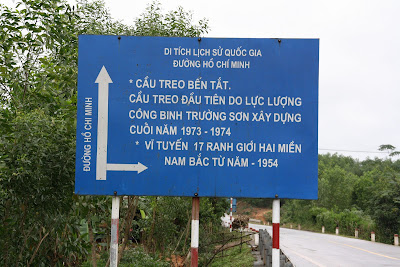 DI TÍCH LỊCH SỬ QUỐC GIA
ĐƯỜNG HỒ CHÍ MINH
* CẦU TREO BẾN TẮT.
CẦU TREO ĐẦU TIÊN DO LỰC LƯỢNG
CÔNG BINH TRƯỜNG SƠN XÂY DỰNG
CUỐI NĂM 1973 - 1974
* VĨ TUYẾN 17 RANH GIỚI HAI MIỀN
NAM BẮC TỪ NĂM - 1954
ĐƯỜNG HỒ CHÍ MINH